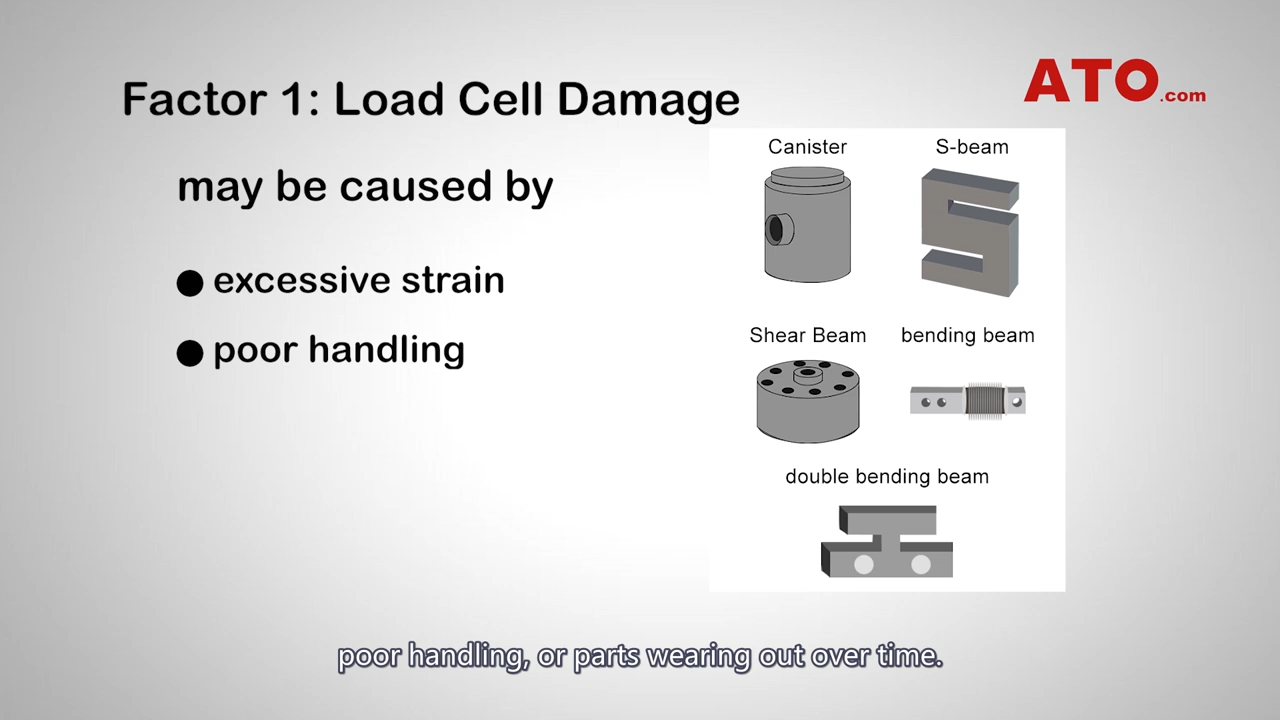 Factor 1: Load Cell Damage
ATO.com
may be caused by
● excessive strain
● poor handling
Canister
S-beam
Shear Beam
bending beam
double bending beam
poor handling, or parts wearing out over time.